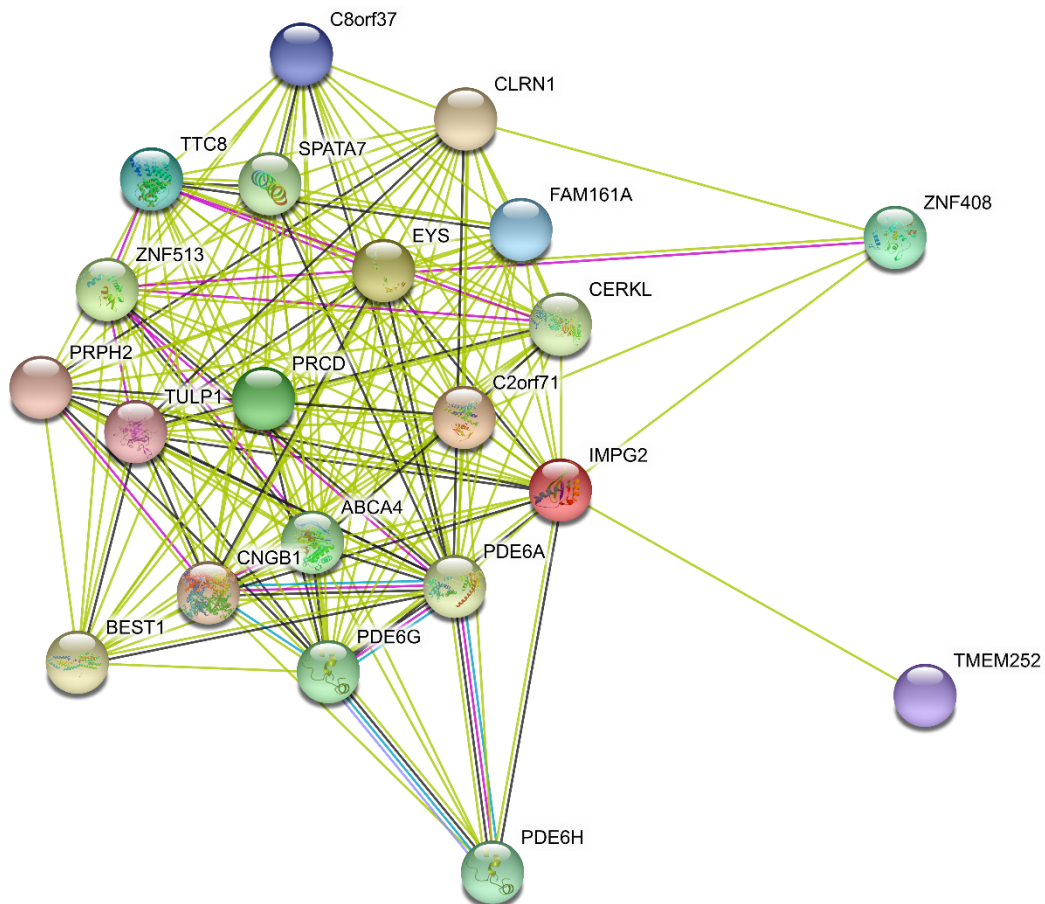 C8orf37
CLRN1
TTC8
SPATA7
FAM161A
ZNF408
EYS
ZNF513
CERKL
PRPH2
PRCD
TULP1
C2orf71
IMPG2
ABCA4
CNGB1
PDE6A
BEST1
PDE6G
TMEM252
PDE6H